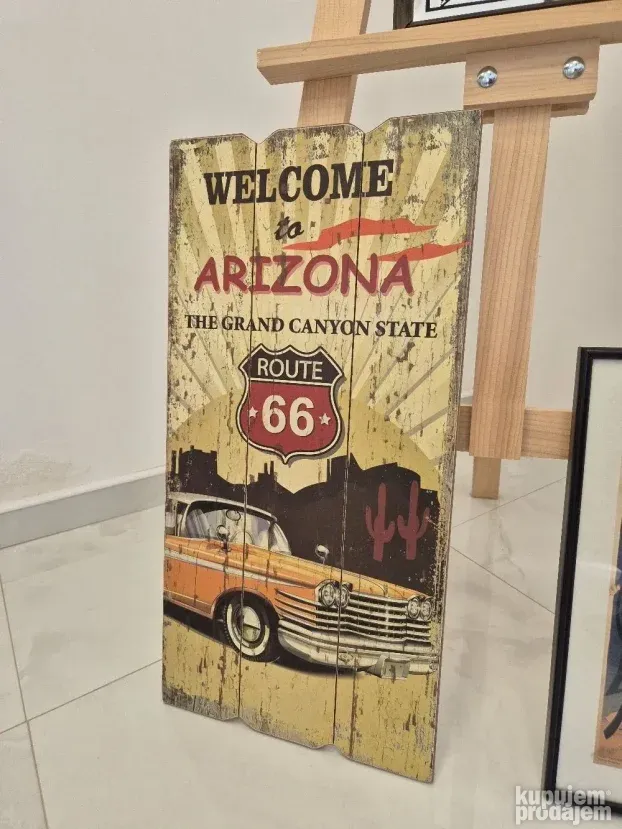 WELCOME
to
ARIZONA
THE GRAND CANYON STATE
ROUTE
66
kupujem
prodajem